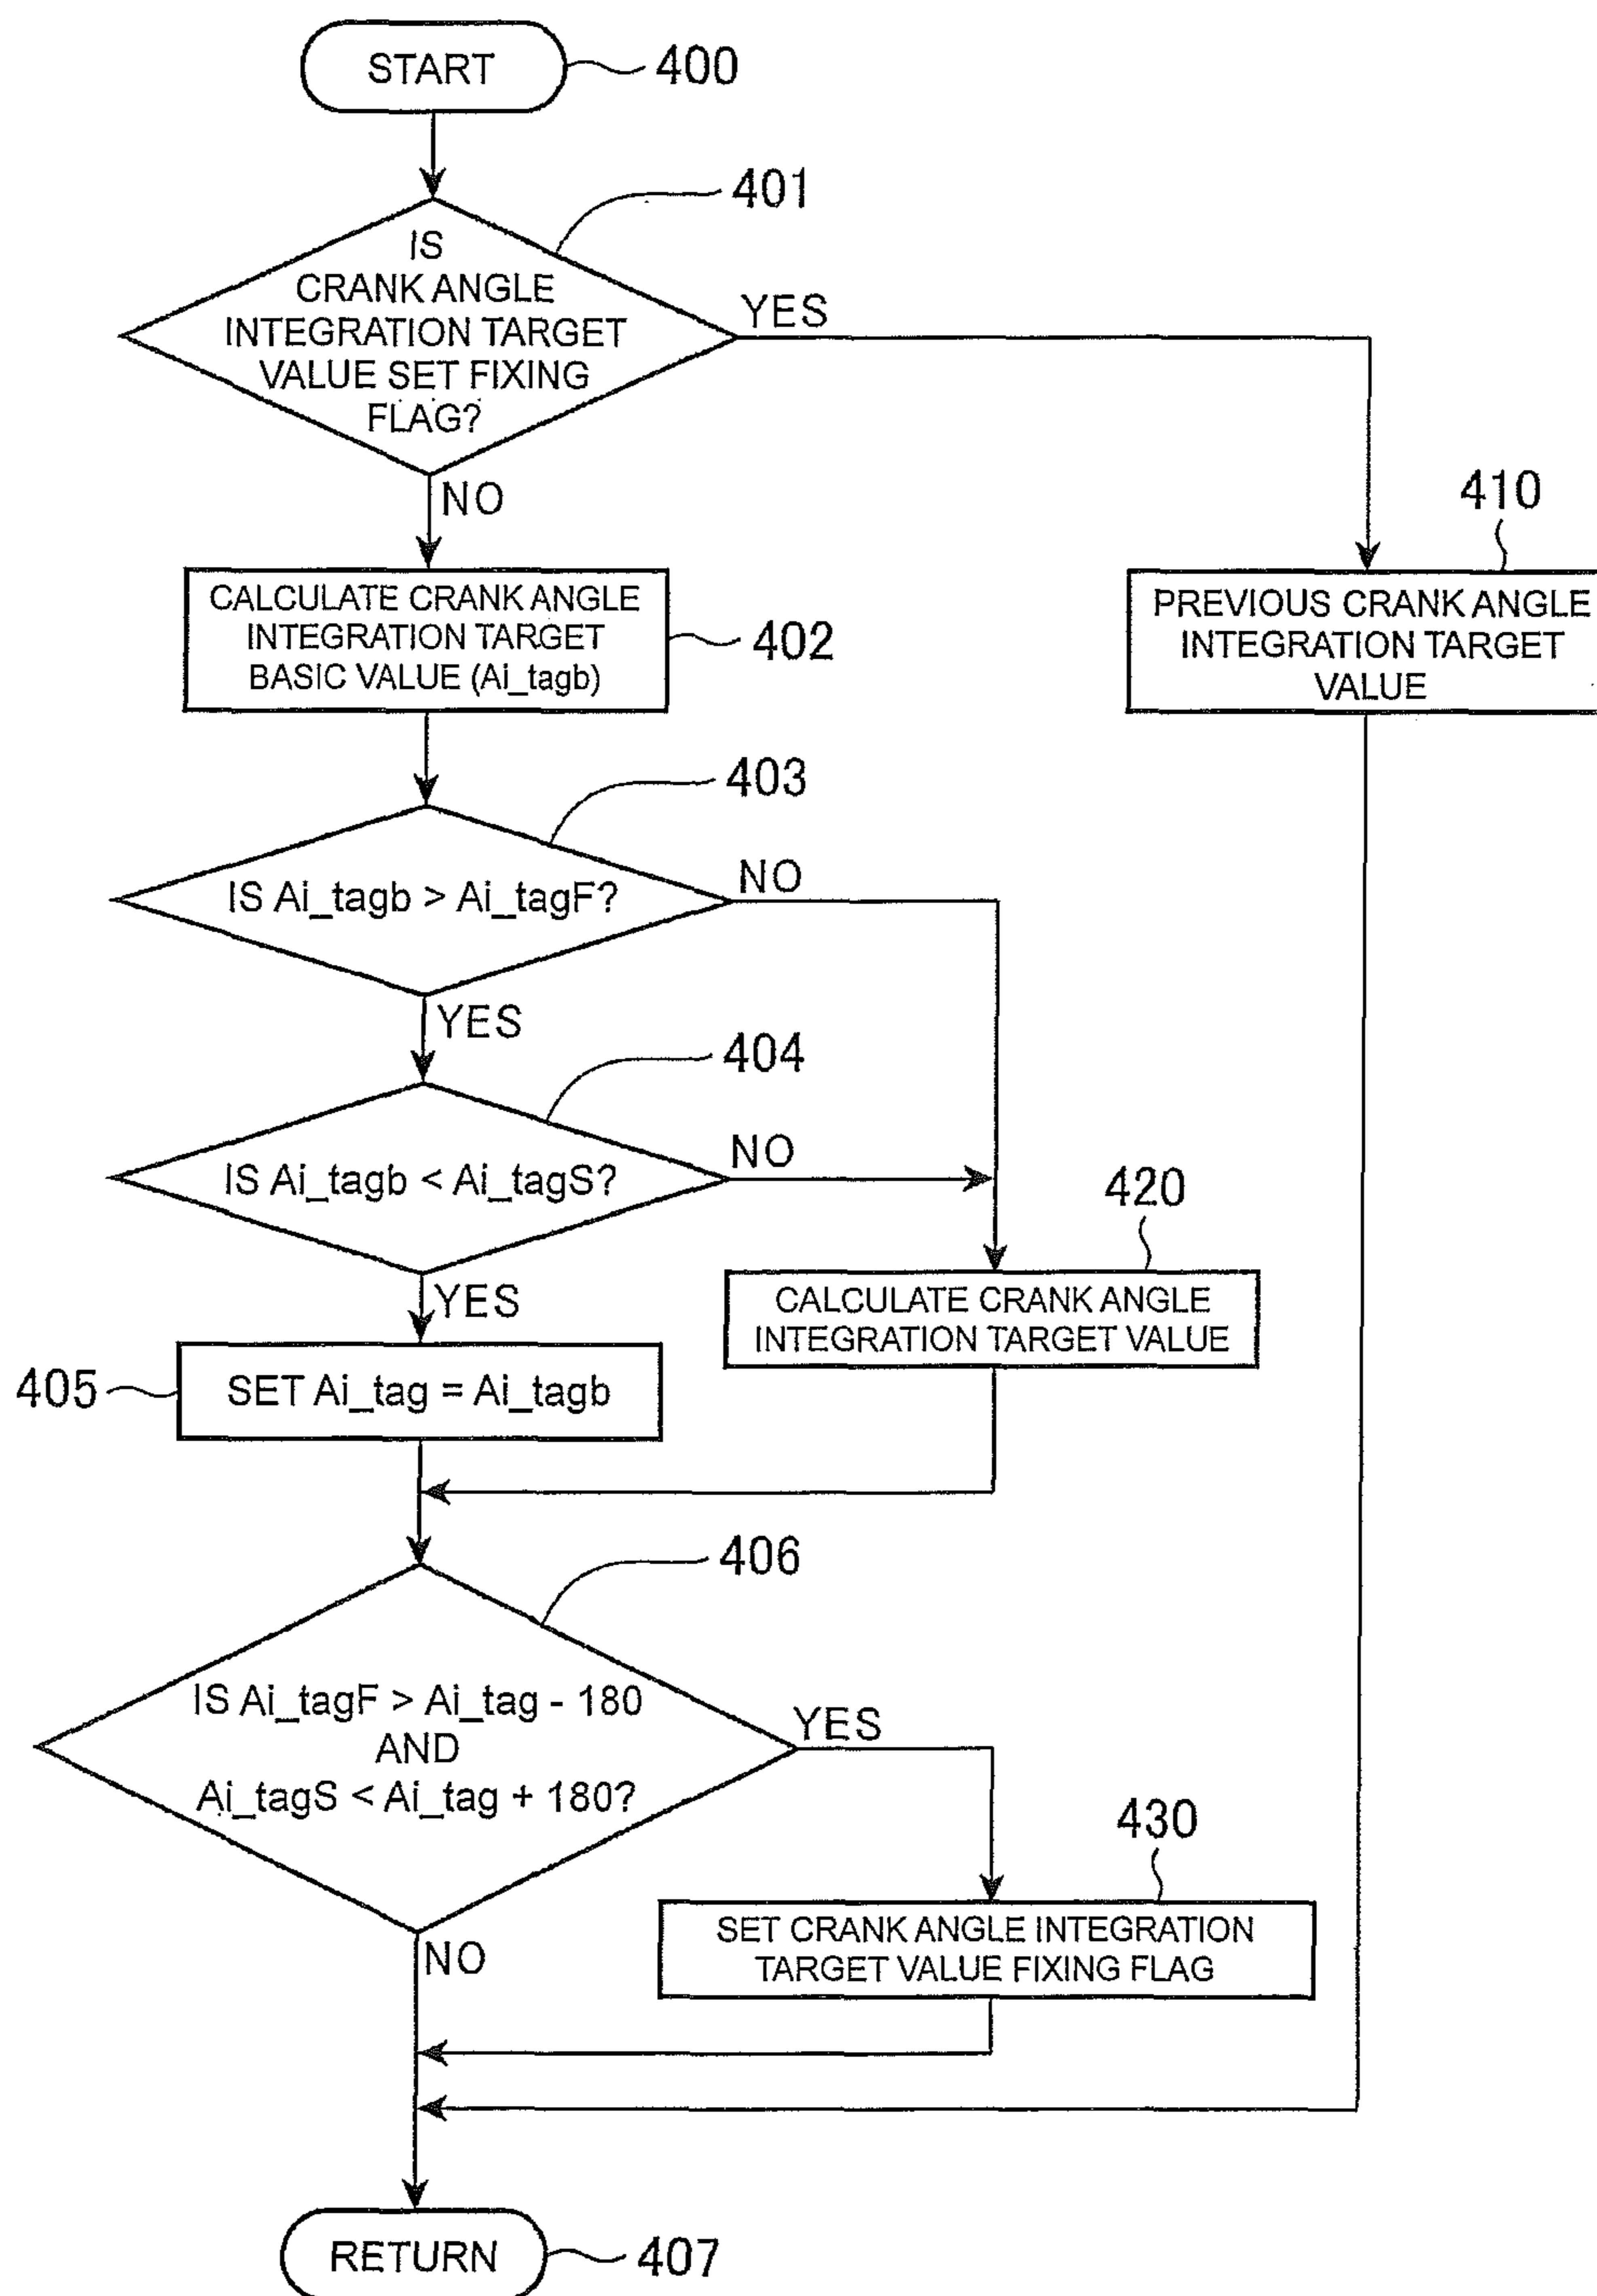 START
400
401
IS
CRANK ANGLE
INTEGRATION TARGET
VALUE SET FIXING
FLAG?
YES
NO
410
CALCULATE CRANK ANGLE
INTEGRATION TARGET
BASIC VALUE (Ai_tagb)
402
PREVIOUS CRANK ANGLE
INTEGRATION TARGET
VALUE
403
IS Ai_tagb > Ai_tagF?
NO
YES
404
IS Ai_tagb < Ai_tagS?
NO
420
YES
CALCULATE CRANK ANGLE
INTEGRATION TARGET VALUE
405
SET Ai_tag = Ai_tagb
406
IS Ai_tagF > Ai_tag - 180
AND
Ai_tagS < Ai_tag + 180?
YES
430
NO
SET CRANK ANGLE INTEGRATION
TARGET VALUE FIXING FLAG
RETURN
407